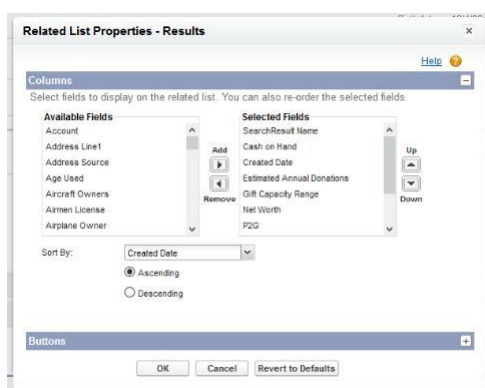 Related List Properties - Results x
Help
Columns
Select fields to display on the related list. You can also re-order the selected fields.
Available Fields Selected Fields
Account
Address Line1
Address Source
Age Used
Aircraft Owners
Airmen License
Airplane Owner
Add
Remove
SearchResult Name
Cash on Hand
Created Date
Estimated Annual Donations
Gift Capacity Range
Net Worth
P2G
Up
Down
Sort By: Created Date
Ascending
Descending
Buttons
OK Cancel Revert to Defaults